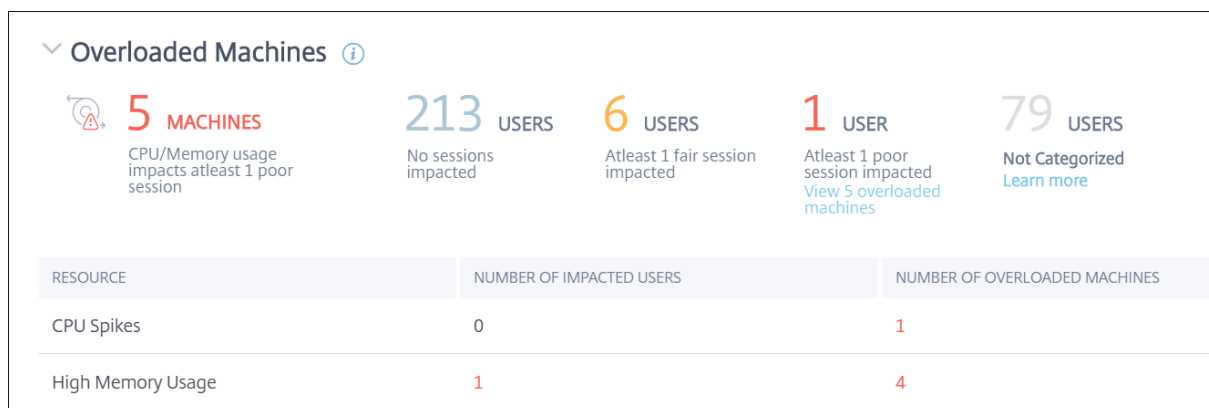 Overloaded Machines
5 MACHINES
CPU/Memory usage
impacts atleast 1 poor
session
213 USERS
No sessions
impacted
6 USERS
Atleast 1 fair session
impacted
1 USER
Atleast 1 poor
session impacted
View 5 overloaded
machines
79 USERS
Not Categorized
Learn more
RESOURCE NUMBER OF IMPACTED USERS NUMBER OF OVERLOADED MACHINES
CPU Spikes 0 1
High Memory Usage 1 4